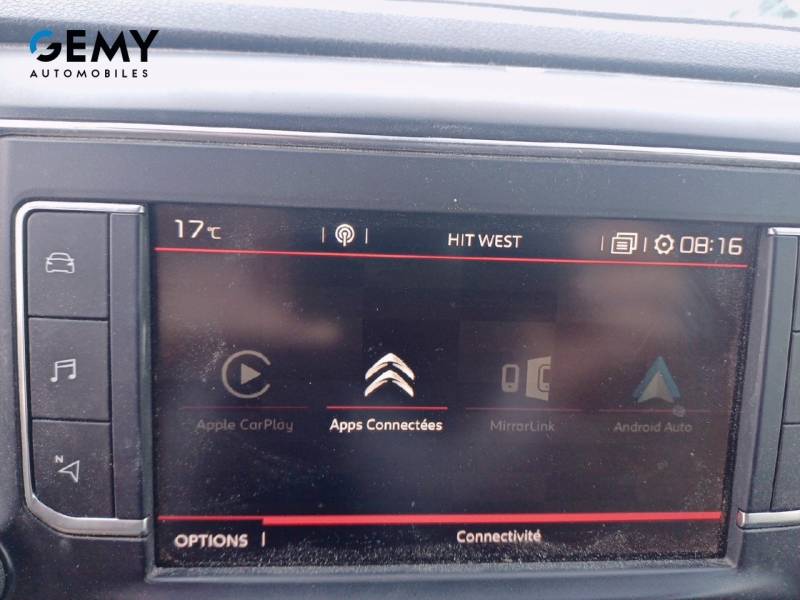 GEMY
AUTOMOBILES
17°C
HIT WEST
08:16
Apple CarPlay
Apps Connectées
MirrorLink
Android Auto
N
OPTIONS
Connectivité